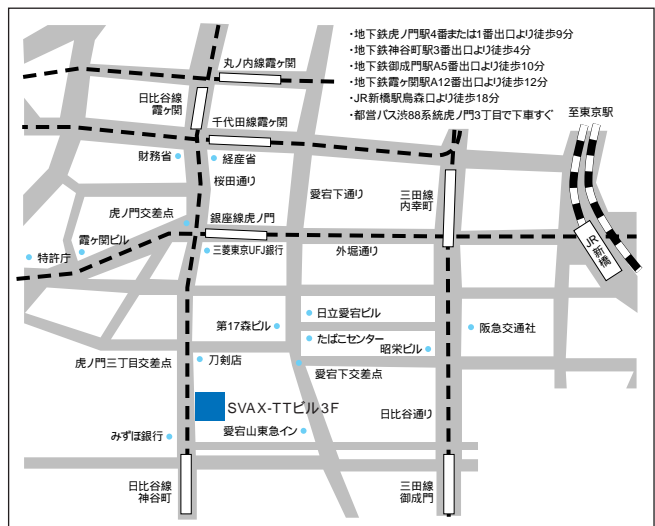 ・地下鉄虎ノ門駅4番または1番出口より徒歩9分
・地下鉄神谷町駅3番出口より徒歩4分
・地下鉄御成門駅A5番出口より徒歩10分
・地下鉄霞ヶ関駅A12番出口より徒歩12分
・JR新橋駅烏森口より徒歩18分
・都営バス渋88系統虎ノ門3丁目で下車すぐ
丸ノ内線霞ヶ関
日比谷線
霞ヶ関
千代田線霞ヶ関
至東京駅
財務省
経産省
桜田通り
愛宕下通り
三田線
内幸町
虎ノ門交差点
銀座線虎ノ門
霞ヶ関ビル
特許庁
三菱東京UFJ銀行
外堀通り
JR新橋
日立愛宕ビル
第17森ビル
たばこセンター
昭栄ビル
阪急交通社
虎ノ門三丁目交差点
刀剣店
愛宕下交差点
SVAX-TTビル3F
日比谷通り
みずほ銀行
愛宕山東急イン
日比谷線
神谷町
三田線
御成門